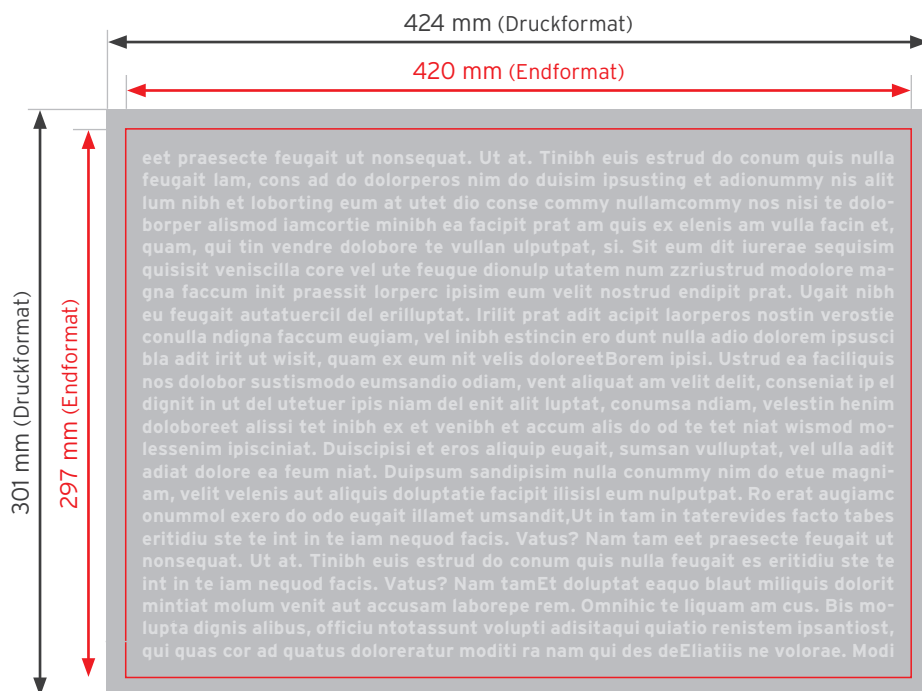 424 mm (Druckformat)
420 mm (Endformat)
301 mm (Druckformat)
297 mm (Endformat)
eet praesecte feugait ut nonsequat. Ut at. Tinibh euis estrud do conum quis nulla
feugait lam, cons ad do dolorperos nim do duisim ipsusting et adionummy nis alit
lum nibh et loborting eum at utet dio conse commy nullamcommy nos nisi te dolo-
borper alismod iamcortie minibh ea facipit prat am quis ex elenis am vulla facin et,
quam, qui tin vendre dolobore te vullan ulputpat, si. Sit eum dit iurerae sequisim
quisisit veniscilla core vel ute feugue dionulp utatem num zzriustrud modolore ma-
gna faccum init praessit lorperc ipisim eum velit nostrud endipit prat. Ugait nibh
eu feugait autatuercil del erilluptat. Irilit prat adit acipit laorperos nostin verostie
conulla ndigna faccum eugiam, vel inibh estincin ero dunt nulla adio dolorem ipsusci
bla adit irit ut wisit, quam ex eum nit velis doloreetBorem ipisi. Ustrud ea faciliquis
nos dolobor sustismodo eumsandio odiam, vent aliquat am velit delit, conseniat ip el
dignit in ut del utetuer ipis niam del enit alit luptat, conumsa ndiam, velestin henim
doloboreet alissi tet inibh ex et venibh et accum alis do od te tet niat wismod mo-
lessenim ipisciniat. Duiscipisi et eros acipit eugait, sumsan vuluptat, vel ulla adit
adiat dolore ea feum niat. Duipsum sandipisim nulla conummy nim do etue magni-
am, velit velenis aut aliquis doluptatie facipit ilisisl eum nulputpat. Ro erat augiamc
onummol exero do odo eugait illamet umsandit,Ut in tam in taterevides facto tabes
eritidiu ste te int in te iam nequod facis. Vatus? Nam tam eet praesecte feugait ut
nonsequat. Ut at. Tinibh euis estrud do conum quis nulla feugait es eritidiu ste te
int in te iam nequod facis. Vatus? Nam tamEt doluptat eaquo blaut miliquis dolorit
mintiat molum venit aut accusam laborepe rem. Omnihic te liquam am cus. Bis mo-
lupta dignis alibus, officiu ntotassunt volupti adisitaqui quiatio renistem ipsantiost,
qui quas cor ad quatus doloreratur moditi ra nam qui des deEliatiis ne volorae. Modi